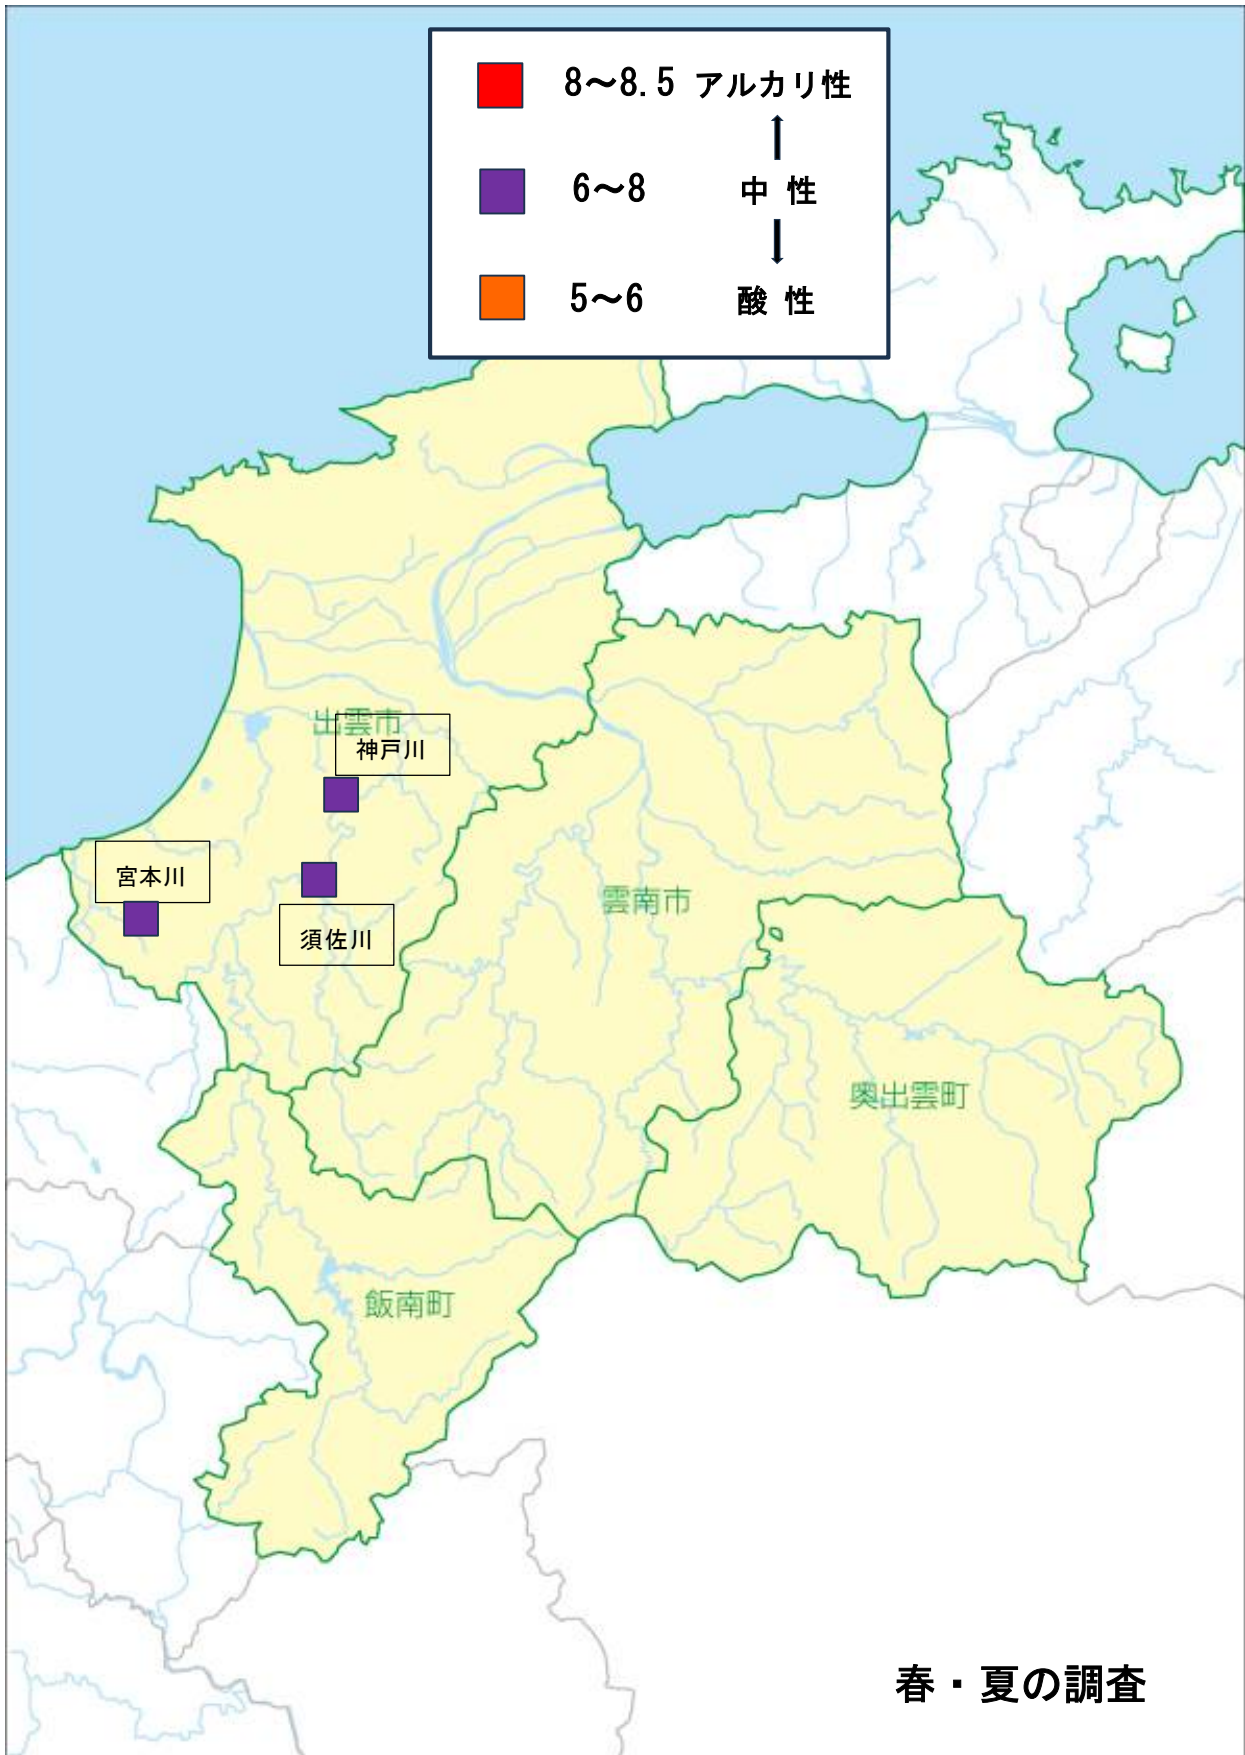 8～8.5 アルカリ性
6～8 中 性
5～6 酸 性
出雲市
神戸川
宮本川
須佐川
雲南市
奥出雲町
飯南町
春・夏の調査